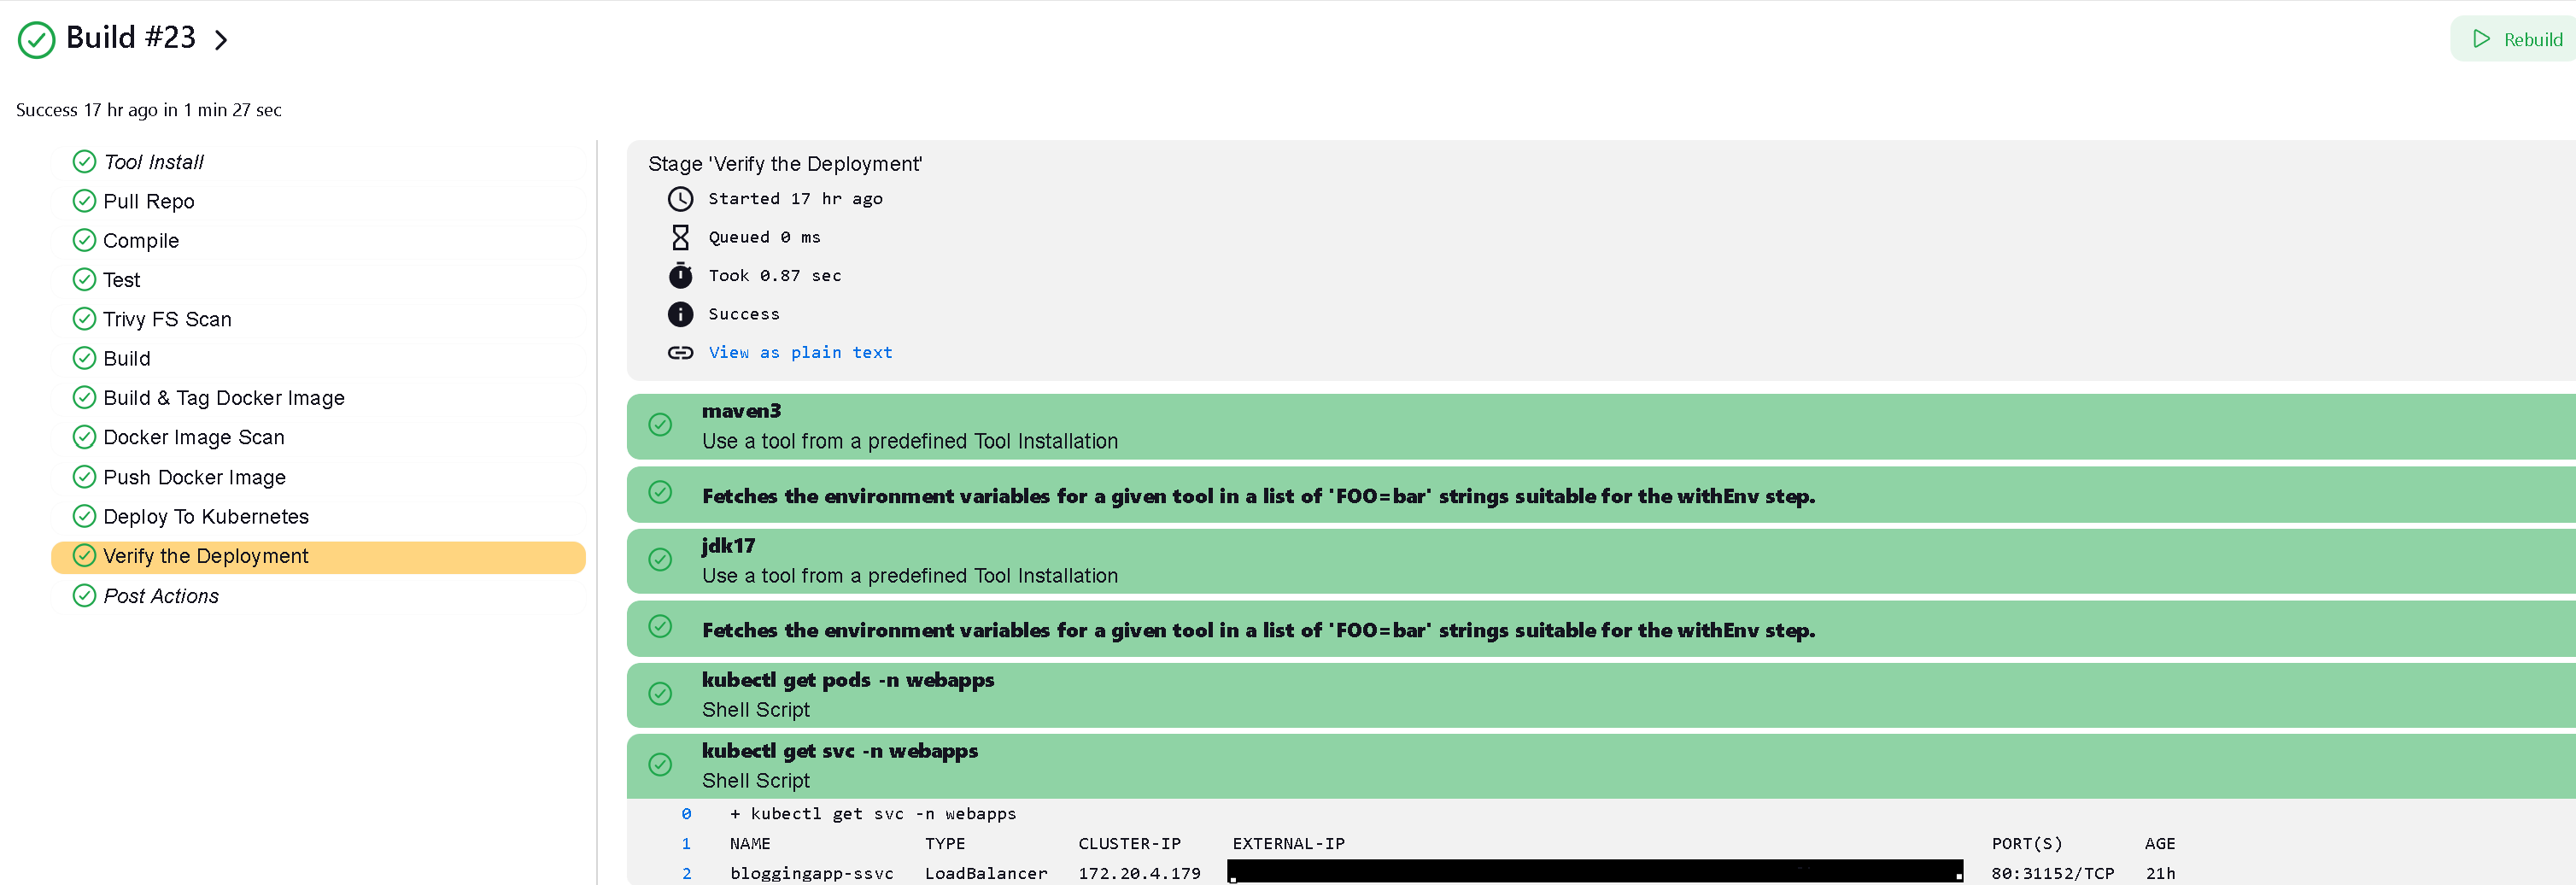 Build #23
Rebuild
Success 17 hr ago in 1 min 27 sec
Tool Install
Pull Repo
Compile
Test
Trivy FS Scan
Build
Build & Tag Docker Image
Docker Image Scan
Push Docker Image
Deploy To Kubernetes
Verify the Deployment
Post Actions
Stage 'Verify the Deployment'
Started 17 hr ago
Queued 0 ms
Took 0.87 sec
Success
View as plain text
maven3
Use a tool from a predefined Tool Installation
Fetches the environment variables for a given tool in a list of 'FOO=bar' strings suitable for the withEnv step.
jdk17
Use a tool from a predefined Tool Installation
Fetches the environment variables for a given tool in a list of 'FOO=bar' strings suitable for the withEnv step.
kubectl get pods -n webapps
Shell Script
kubectl get svc -n webapps
Shell Script
0 + kubectl get svc -n webapps
1 NAME TYPE CLUSTER-IP EXTERNAL-IP PORT(S) AGE
2 bloggingapp-ssvc LoadBalancer 172.20.4.179 80:31152/TCP 21h